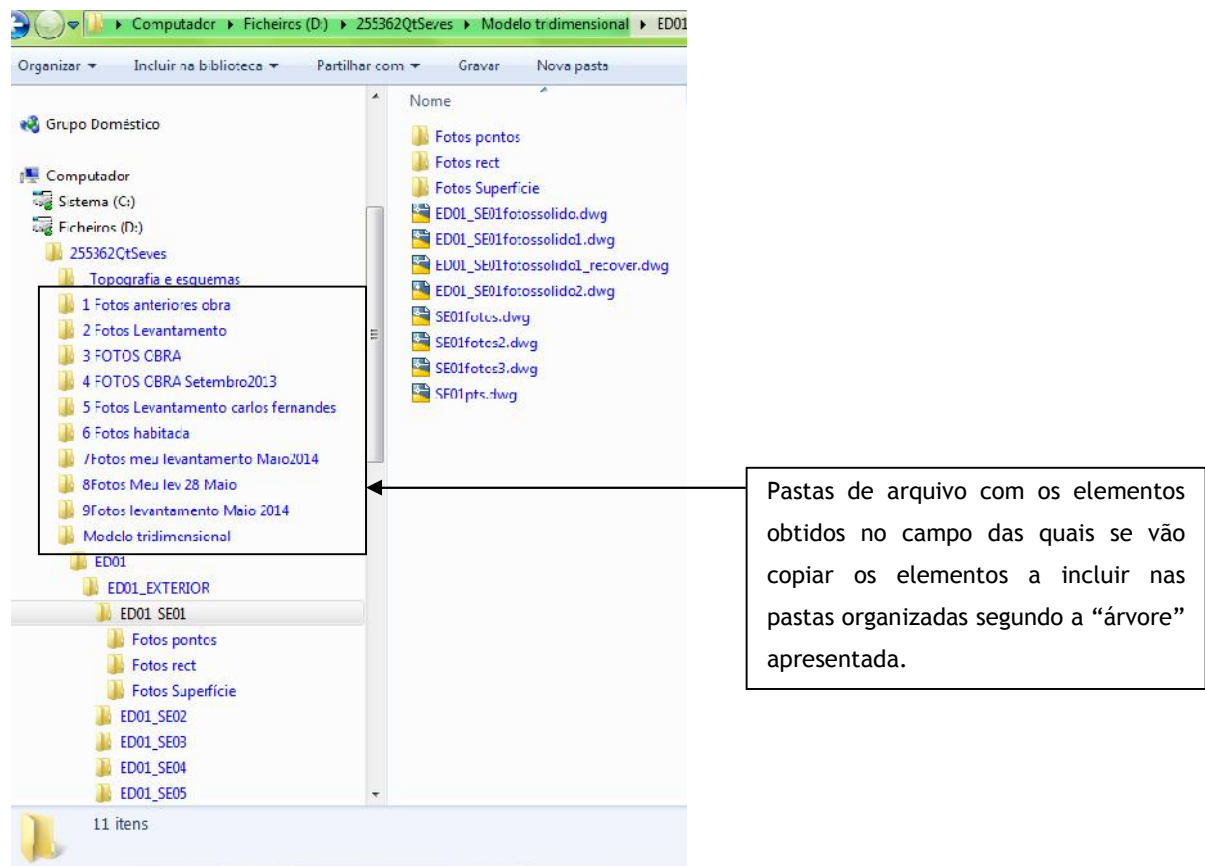 Computador Ficheiros (D:) 255362QtSeves Modelo tridimensional ED01
Organizar Incluir na biblioteca Partilhar com Gravar Nova pasta
Grupo Doméstico
Computador
Sistema (C:)
Ficheiros (D:)
255362QtSeves
_Topografia e esquemas
1 Fotos anteriores obra
2 Fotos Levantamento
3 FOTOS OBRA
4 FOTOS OBRA Setembro2013
5 Fotos Levantamento carlos fernandes
6 Fotos habitada
7Fotos meu levantamento Maio2014
8Fotos Meu lev 28 Maio
9Fotos levantamento Maio 2014
Modelo tridimensional
ED01
ED01_EXTERIOR
ED01_SE01
Fotos pontos
Fotos rect
Fotos Superfície
ED01_SE02
ED01_SE03
ED01_SE04
ED01_SE05
Nome
Fotos pontos
Fotos rect
Fotos Superfície
ED01_SE01fotossolido.dwg
ED01_SE01fotossolido1.dwg
ED01_SE01fotossolido1_recover.dwg
ED01_SE01fotossolido2.dwg
SE01fotos.dwg
SE01fotos2.dwg
SE01fotos3.dwg
SE01pts.dwg
11 itens
Pastas de arquivo com os elementos
obtidos no campo das quais se vão
copiar os elementos a incluir nas
pastas organizadas segundo a “árvore”
apresentada.